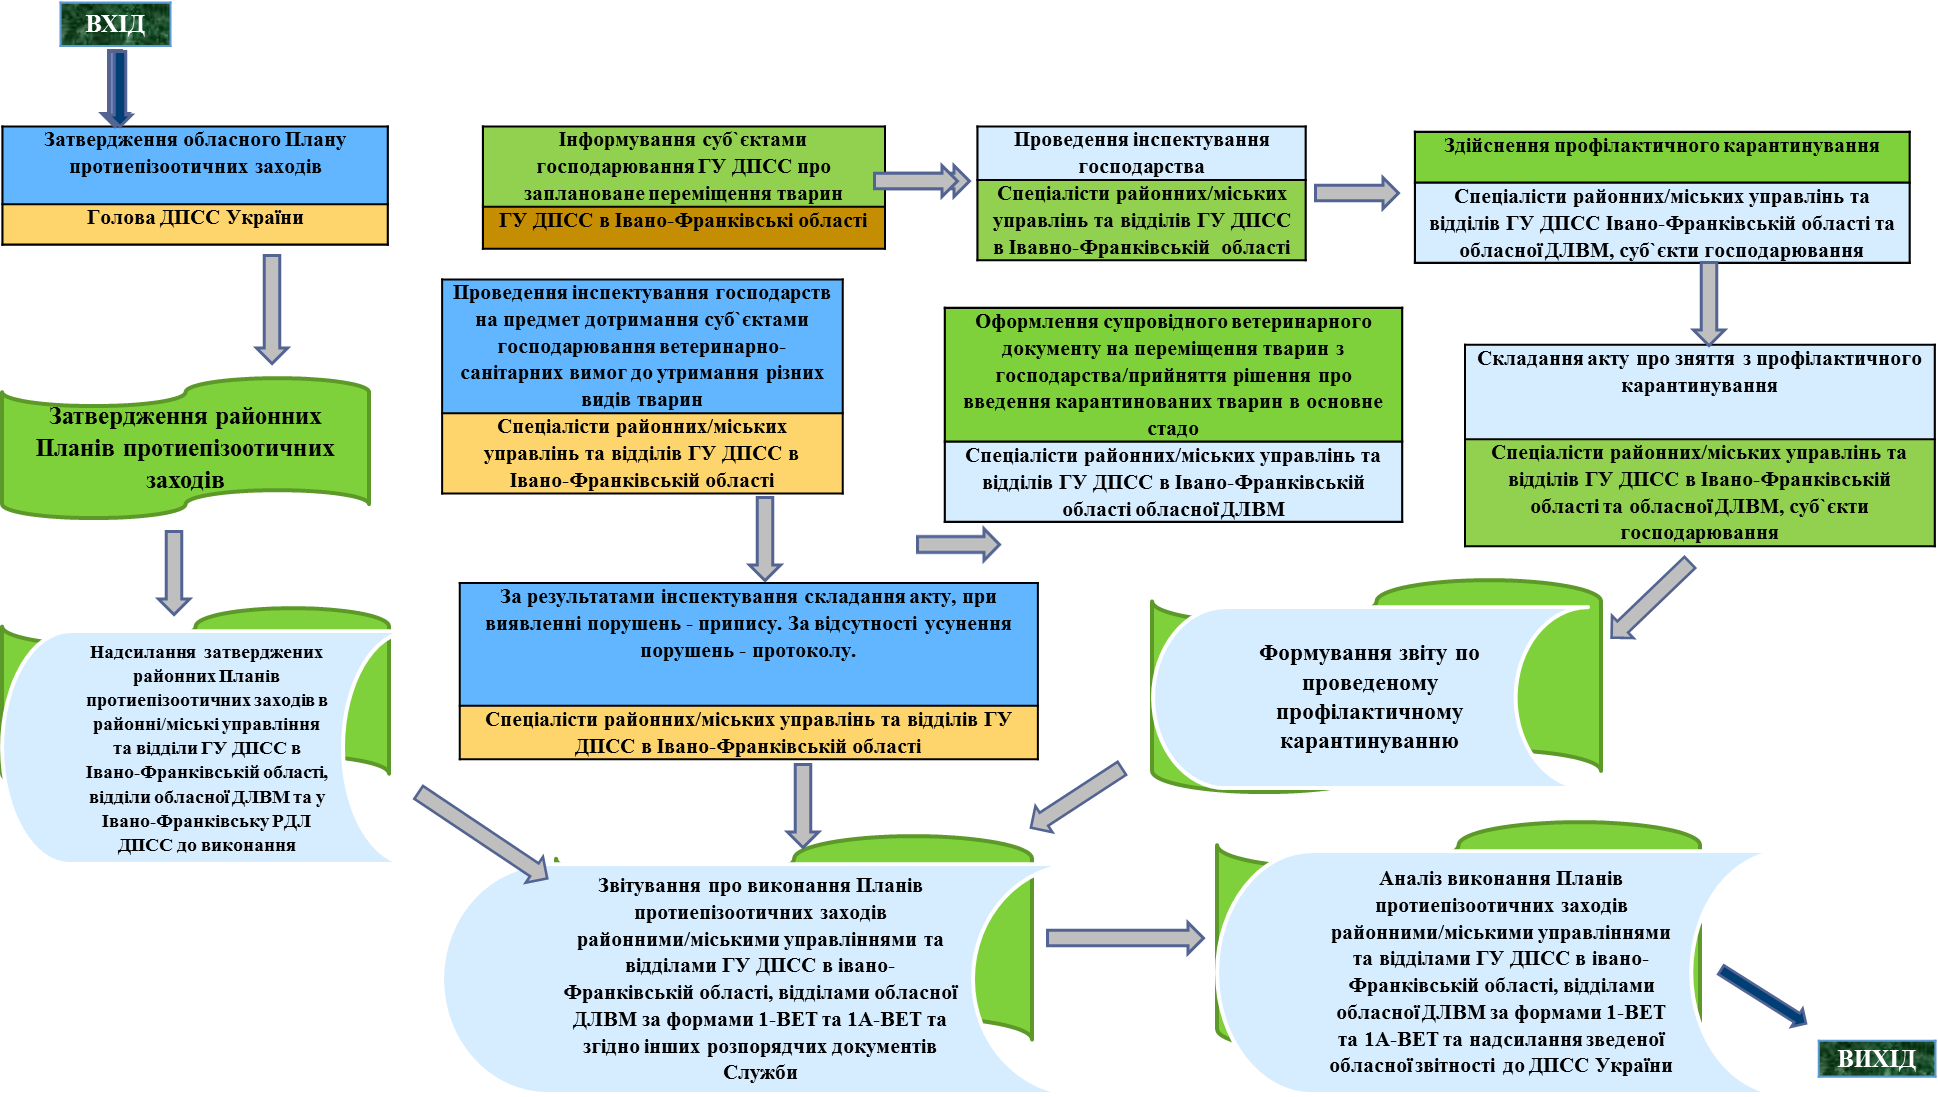 ВХІД
Затвердження обласного Плану
протиепізоотичних заходів
Голова ДПСС України
Інформування суб`єктами
господарювання ГУ ДПСС про
заплановане переміщення тварин
ГУ ДПСС в Івано-Франківські області
Проведення інспектування
господарства
Спеціалісти районних/міських
управлінь та відділів ГУ ДПСС
в Івавно-Франківській області
Здійснення профілактичного карантинування
Спеціалісти районних/міських управлінь та
відділів ГУ ДПСС Івано-Франківській області та
обласної ДЛВМ, суб`єкти господарювання
Проведення інспектування господарств
на предмет дотримання суб`єктами
господарювання ветеринарно-
санітарних вимог до утримання різних
видів тварин
Спеціалісти районних/міських
управлінь та відділів ГУ ДПСС в
Івано-Франківській області
Оформлення супровідного ветеринарного
документу на переміщення тварин з
господарства/прийняття рішення про
введення карантинованих тварин в основне
стадо
Спеціалісти районних/міських управлінь та
відділів ГУ ДПСС в Івано-Франківській
області обласної ДЛВМ
Складання акту про зняття з профілактичного
карантинування
Спеціалісти районних/міських управлінь та
відділів ГУ ДПСС в Івано-Франківській
області та обласної ДЛВМ, суб`єкти
господарювання
Затвердження районних
Планів протиепізоотичних
заходів
Надсилання затверджених
районних Планів
протиепізоотичних заходів в
районні/міські управління
та відділи ГУ ДПСС в
Івано-Франківській області,
відділи обласної ДЛВМ та у
Івано-Франківську РДЛ
ДПСС до виконання
За результатами інспектування складання акту, при
виявленні порушень - припису. За відсутності усунення
порушень - протоколу.
Спеціалісти районних/міських управлінь та відділів ГУ
ДПСС в Івано-Франківській області
Формування звіту по
проведеному
профілактичному
карантинуванню
Звітування про виконання Планів
протиепізоотичних заходів
районними/міськими управліннями та
відділами ГУ ДПСС в івано-
Франківській області, відділами обласної
ДЛВМ за формами 1-ВЕТ та 1А-ВЕТ та
згідно інших розпорядчих документів
Служби
Аналіз виконання Планів
протиепізоотичних заходів
районними/міськими управліннями
та відділами ГУ ДПСС в івано-
Франківській області, відділами
обласної ДЛВМ за формами 1-ВЕТ
та 1А-ВЕТ та надсилання зведеної
обласної звітності до ДПСС України
ВИХІД